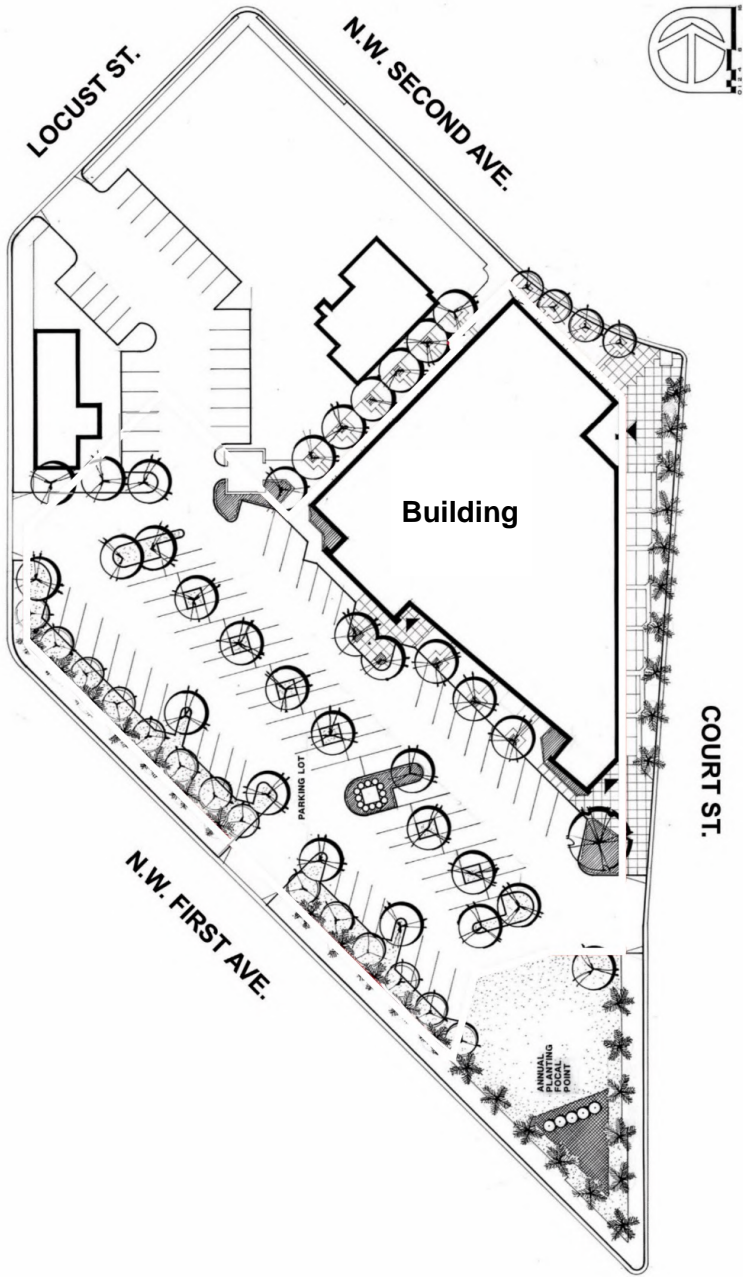 N.W. SECOND AVE.
LOCUST ST.
Building
COURT ST.
PARKING LOT
N.W. FIRST AVE.
ANNUAL
PLANTING
FOCAL
POINT